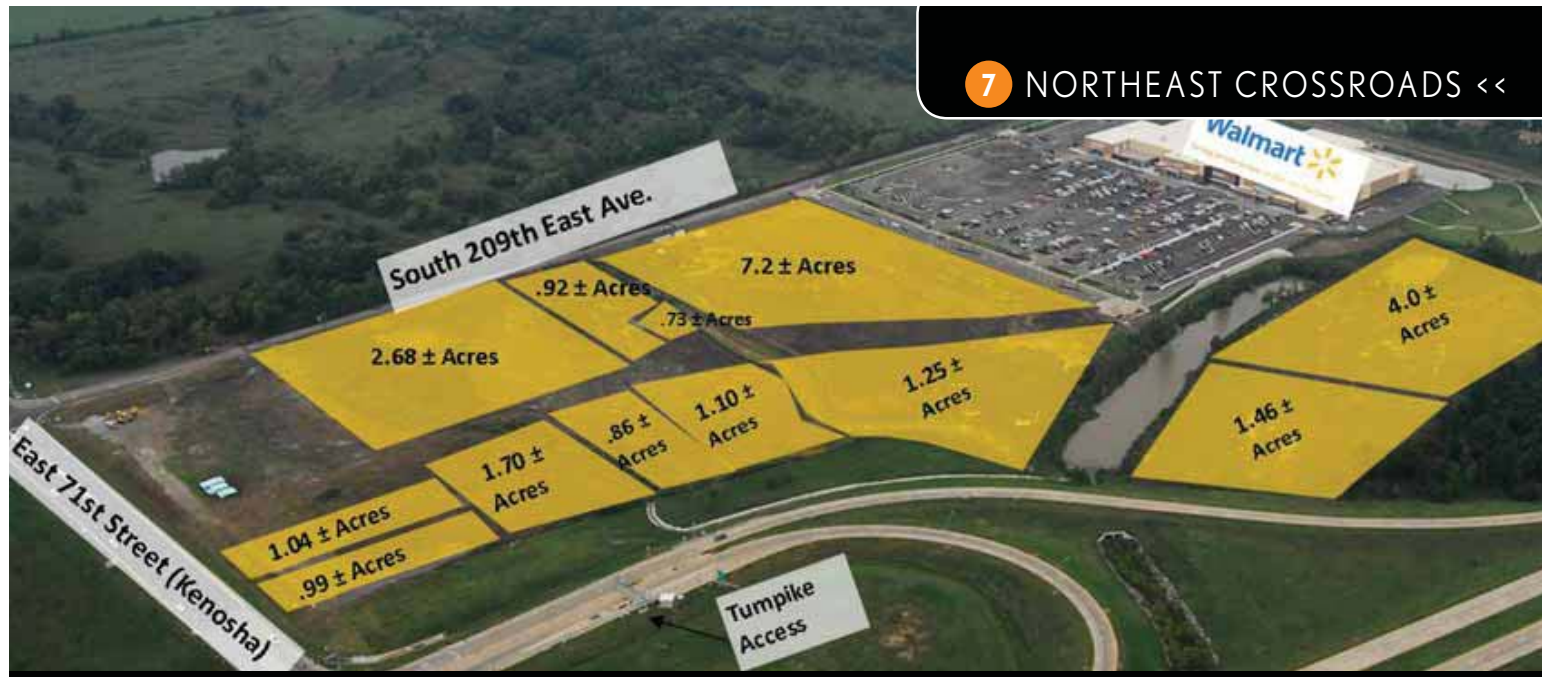 7 NORTHEAST CROSSROADS <<
Walmart
South 209th East Ave.
7.2 ± Acres
.92 ± Acres
.73 ± Acres
4.0 ±
Acres
2.68 ± Acres
1.25 ±
Acres
1.10 ±
Acres
.86 ±
Acres
1.46 ±
Acres
1.70 ±
Acres
1.04 ± Acres
.99 ± Acres
East 71st Street (Kenosha)
Turnpike
Access